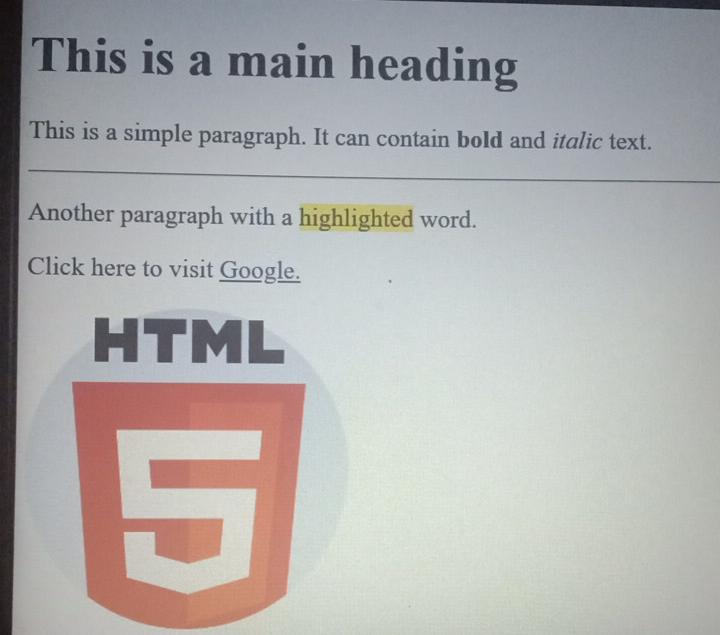 This is a main heading
This is a simple paragraph. It can contain bold and italic text.
Another paragraph with a highlighted word.
Click here to visit Google.
HTML
5